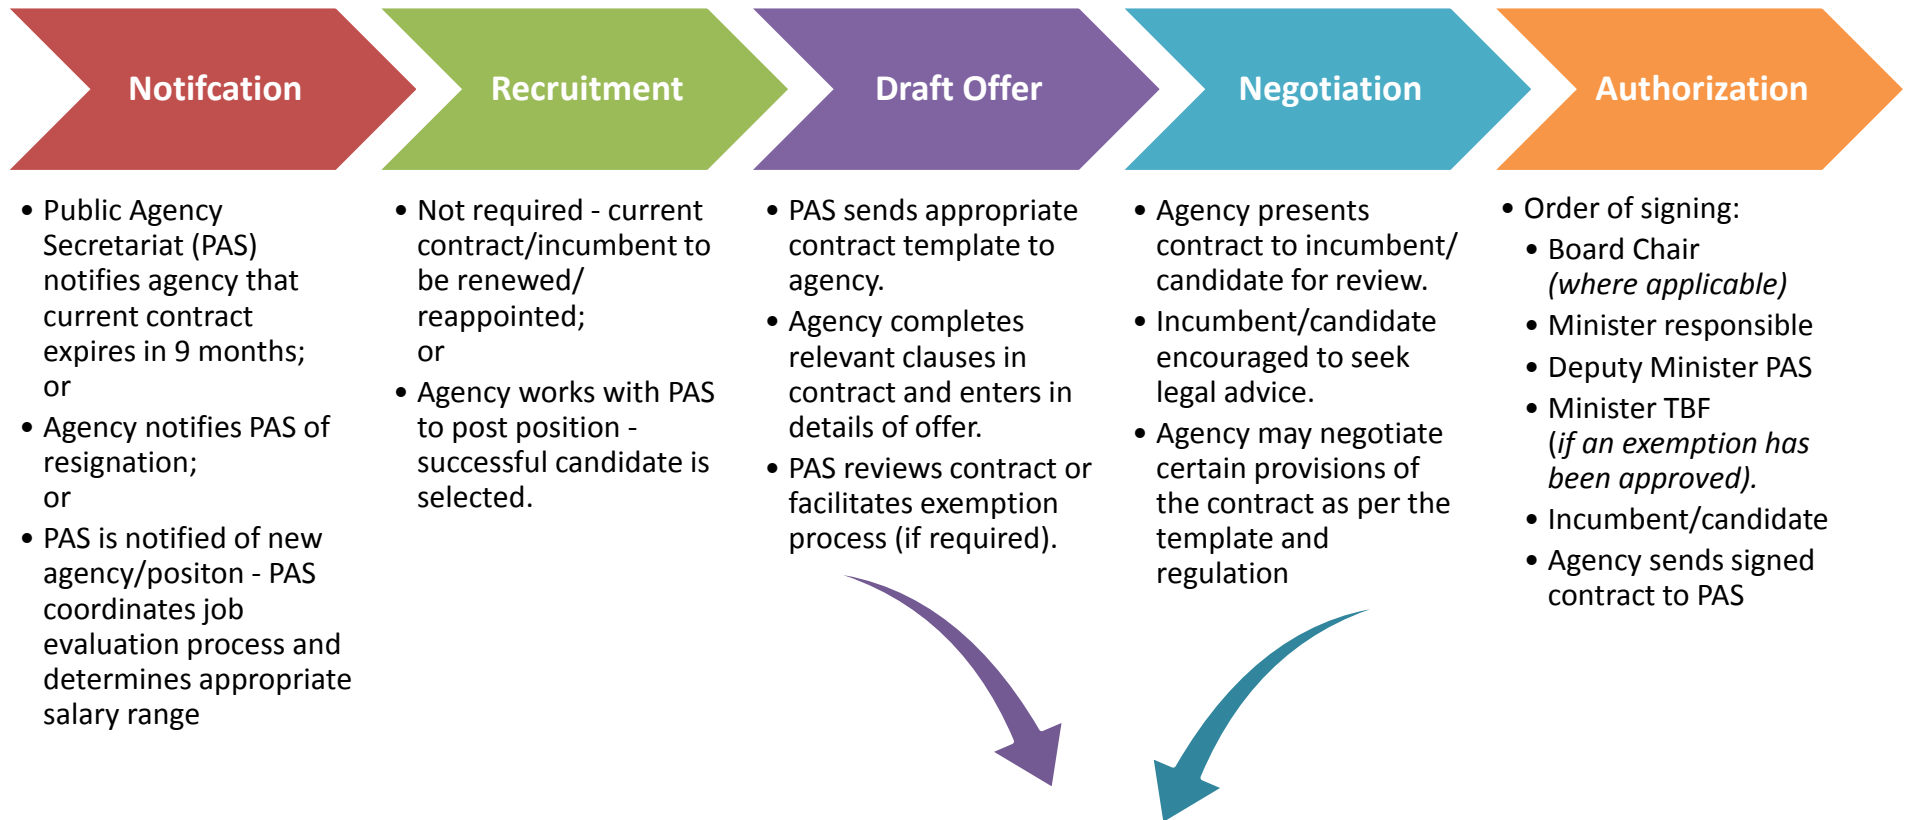 Notifcation
Recruitment
Draft Offer
Negotiation
Authorization
• Public Agency
Secretariat (PAS)
notifies agency that
current contract
expires in 9 months;
or
• Agency notifies PAS of
resignation;
or
• PAS is notified of new
agency/positon - PAS
coordinates job
evaluation process and
determines appropriate
salary range
• Not required - current
contract/incumbent to
be renewed/
reappointed;
or
• Agency works with PAS
to post position -
successful candidate is
selected.
• PAS sends appropriate
contract template to
agency.
• Agency completes
relevant clauses in
contract and enters in
details of offer.
• PAS reviews contract or
facilitates exemption
process (if required).
• Agency presents
contract to incumbent/
candidate for review.
• Incumbent/candidate
encouraged to seek
legal advice.
• Agency may negotiate
certain provisions of
the contract as per the
template and
regulation
• Order of signing:
• Board Chair
(where applicable)
• Minister responsible
• Deputy Minister PAS
• Minister TBF
(if an exemption has
been approved).
• Incumbent/candidate
• Agency sends signed
contract to PAS